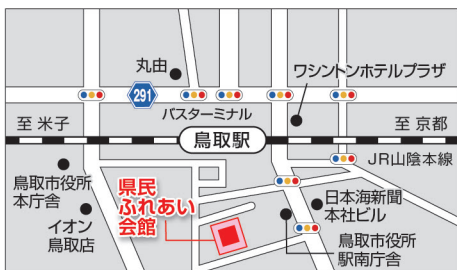 丸由
ワシントンホテルプラザ
291
バスターミナル
至 米子
鳥取駅
至 京都
JR山陰本線
鳥取市役所
本庁舎
県民
ふれあい
会館
イオン
鳥取店
日本海新聞
本社ビル
鳥取市役所
駅南庁舎